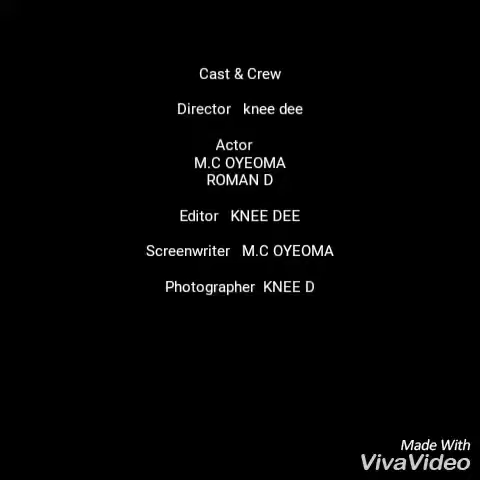 Cast & Crew
Director knee dee
Actor
M.C OYEOMA
ROMAN D
Editor KNEE DEE
Screenwriter M.C OYEOMA
Photographer KNEE D
Made With
VivaVideo